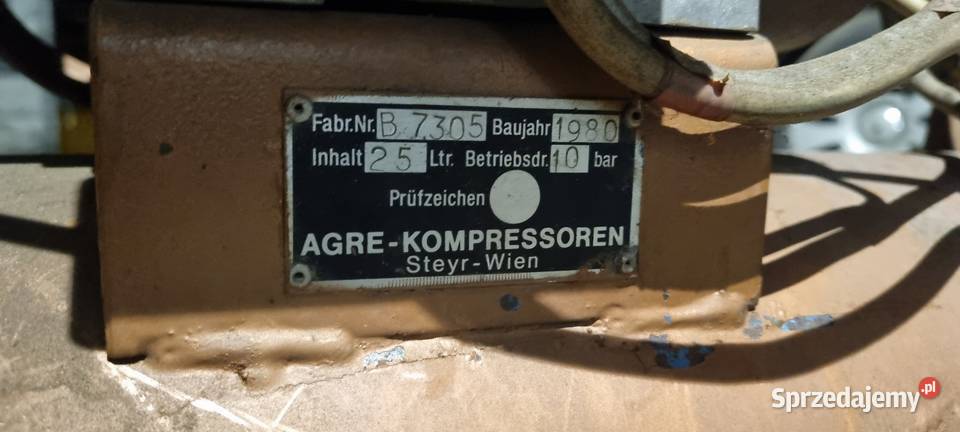 Fabr.Nr. B 7305 Baujahr 1980
Inhalt 25 Ltr. Betriebsdr. 10 bar
Prüfzeichen
AGRE-KOMPRESSOREN
Steyr-Wien
Sprzedajemy.pl